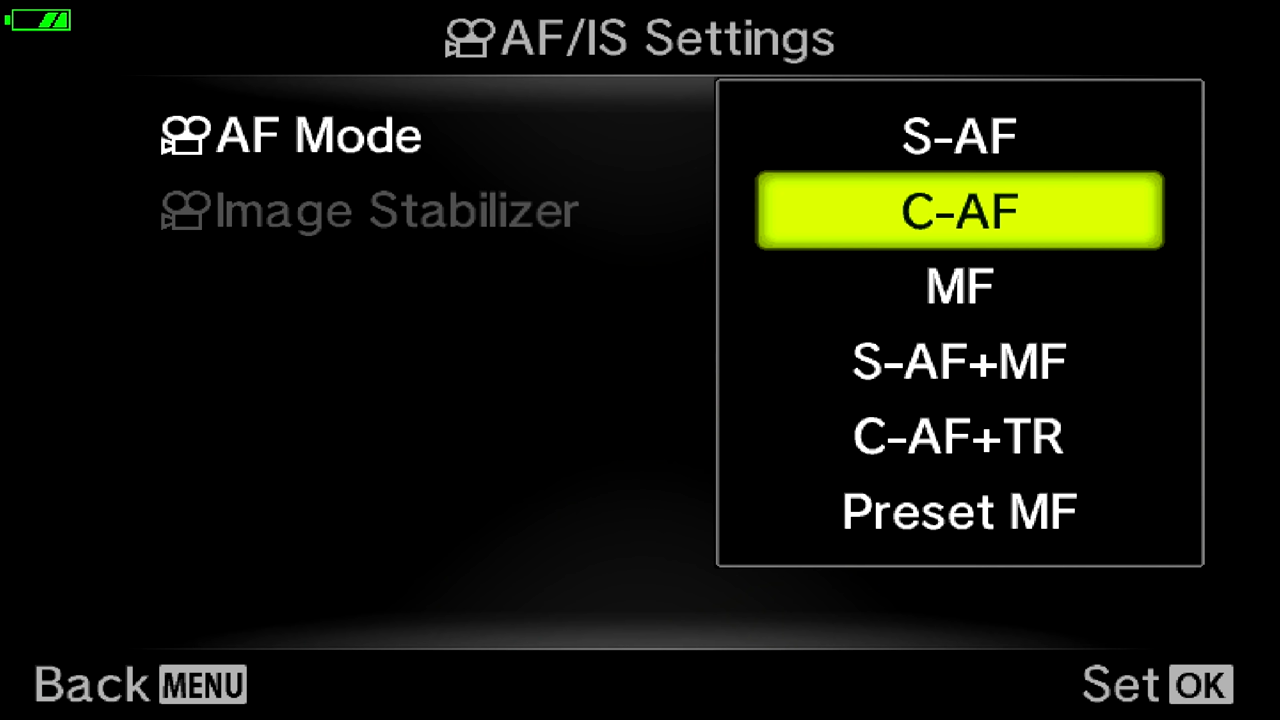 AF/IS Settings
AF Mode
Image Stabilizer
S-AF
C-AF
MF
S-AF+MF
C-AF+TR
Preset MF
Back MENU
Set OK